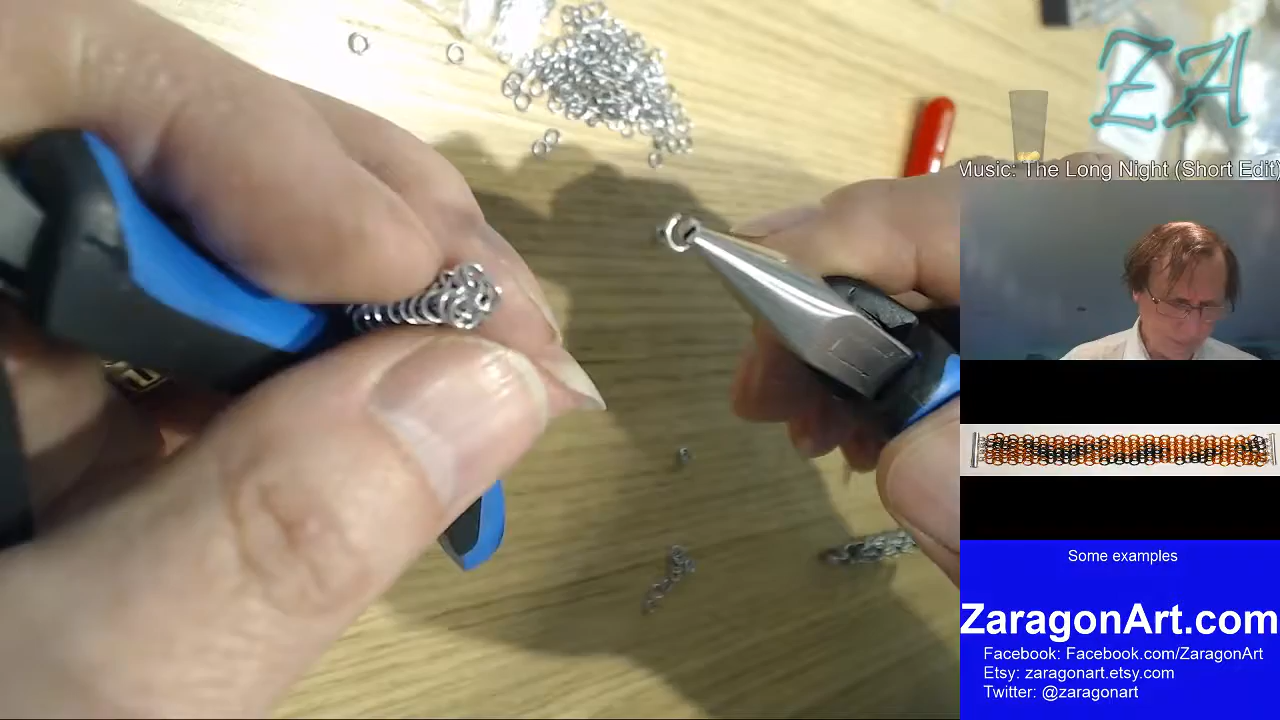 ZA
Music: The Long Night (Short Edit)
Some examples
ZaragonArt.com
Facebook: Facebook.com/ZaragonArt
Etsy: zaragonart.etsy.com
Twitter: @zaragonart